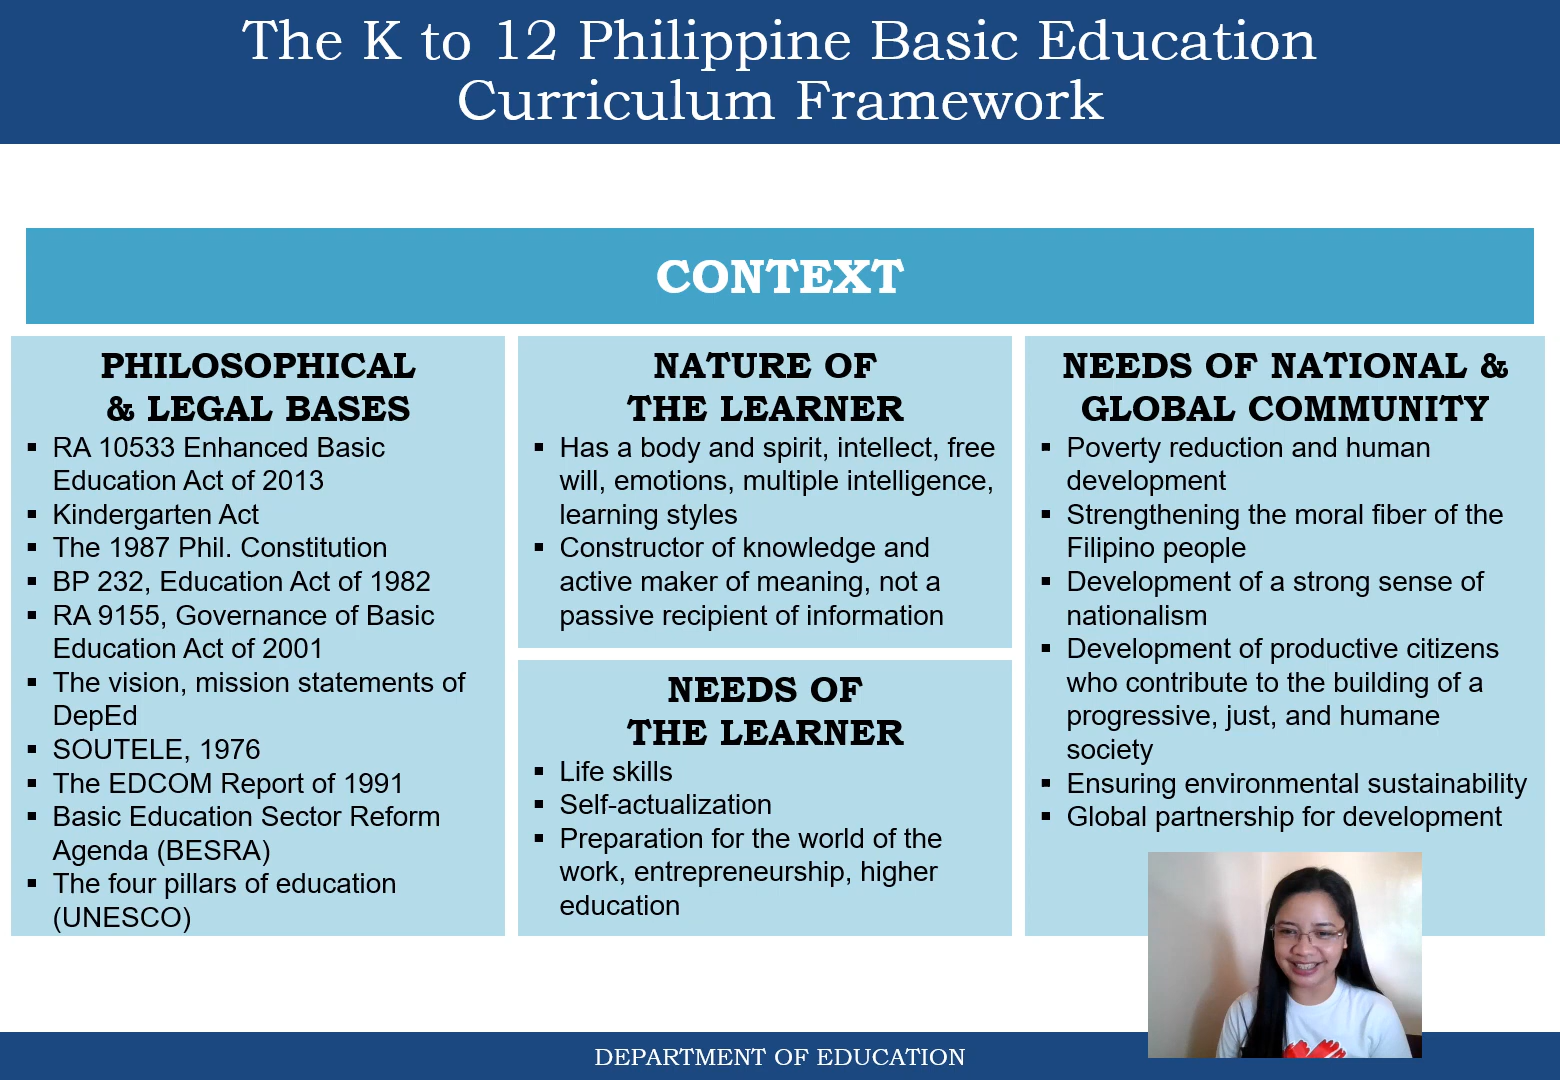 The K to 12 Philippine Basic Education
Curriculum Framework
CONTEXT
PHILOSOPHICAL
& LEGAL BASES
▪ RA 10533 Enhanced Basic
Education Act of 2013
▪ Kindergarten Act
▪ The 1987 Phil. Constitution
▪ BP 232, Education Act of 1982
▪ RA 9155, Governance of Basic
Education Act of 2001
▪ The vision, mission statements of
DepEd
▪ SOUTELE, 1976
▪ The EDCOM Report of 1991
▪ Basic Education Sector Reform
Agenda (BESRA)
▪ The four pillars of education
(UNESCO)
NATURE OF
THE LEARNER
▪ Has a body and spirit, intellect, free
will, emotions, multiple intelligence,
learning styles
▪ Constructor of knowledge and
active maker of meaning, not a
passive recipient of information
NEEDS OF
THE LEARNER
▪ Life skills
▪ Self-actualization
▪ Preparation for the world of the
work, entrepreneurship, higher
education
NEEDS OF NATIONAL &
GLOBAL COMMUNITY
▪ Poverty reduction and human
development
▪ Strengthening the moral fiber of the
Filipino people
▪ Development of a strong sense of
nationalism
▪ Development of productive citizens
who contribute to the building of a
progressive, just, and humane
society
▪ Ensuring environmental sustainability
▪ Global partnership for development
DEPARTMENT OF EDUCATION